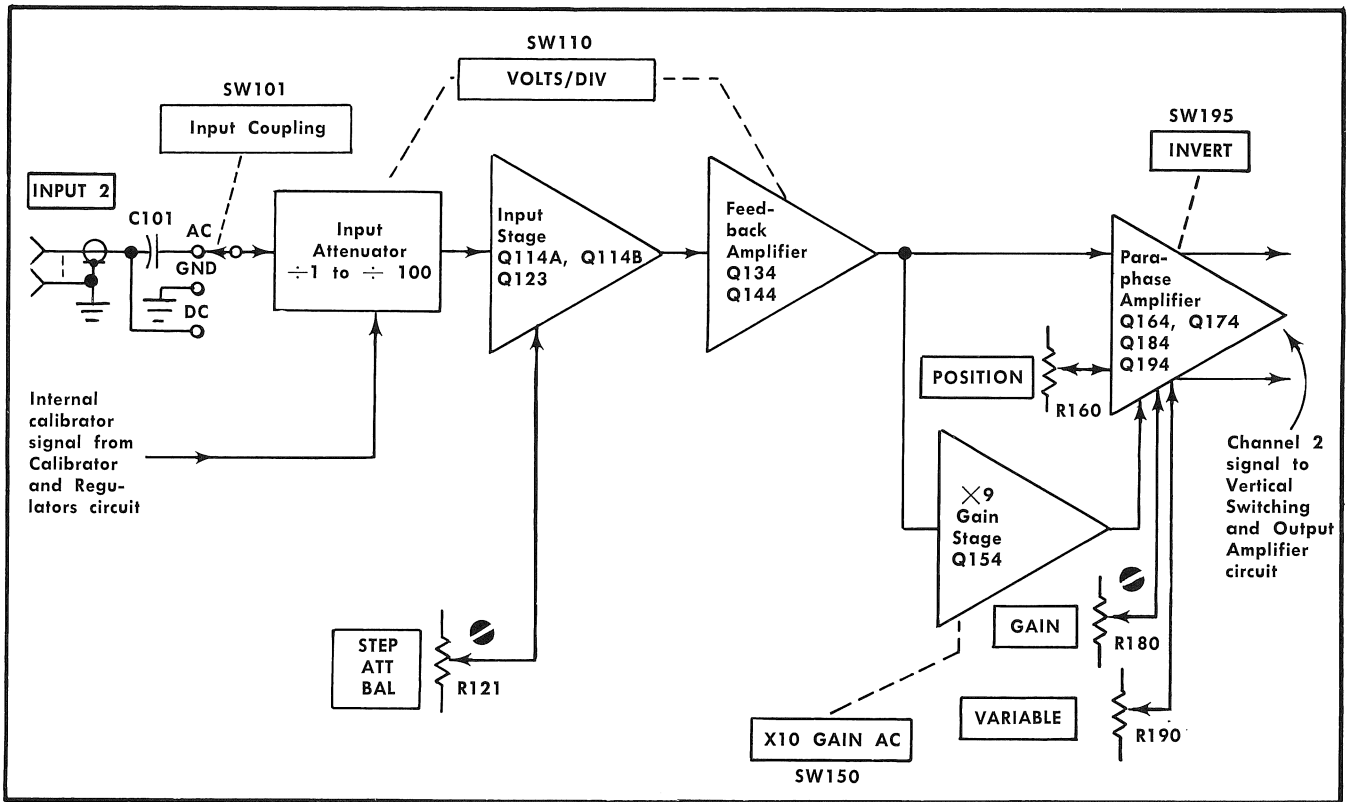 SW110
VOLTS/DIV
SW101
Input Coupling
SW195
INVERT
INPUT 2
C101
AC
GND
DC
Input
Attenuator
÷1 to ÷ 100
Input
Stage
Q114A, Q114B
Q123
Feed-
back
Amplifier
Q134
Q144
Para-
phase
Amplifier
Q164, Q174
Q184
Q194
POSITION
R160
Internal
calibrator
signal from
Calibrator
and Regu-
lators circuit
Channel 2
signal to
Vertical
Switching
and Output
Amplifier
circuit
×9
Gain
Stage
Q154
STEP
ATT
BAL
R121
GAIN
R180
VARIABLE
R190
X10 GAIN AC
SW150